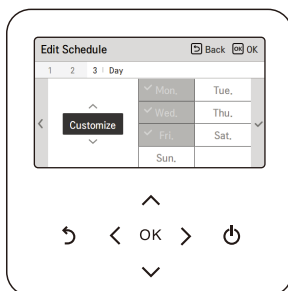 Edit Schedule Back OK OK
1 2 3 Day
Mon. Tue.
Customize Wed. Thu.
Fri. Sat.
Sun.
OK